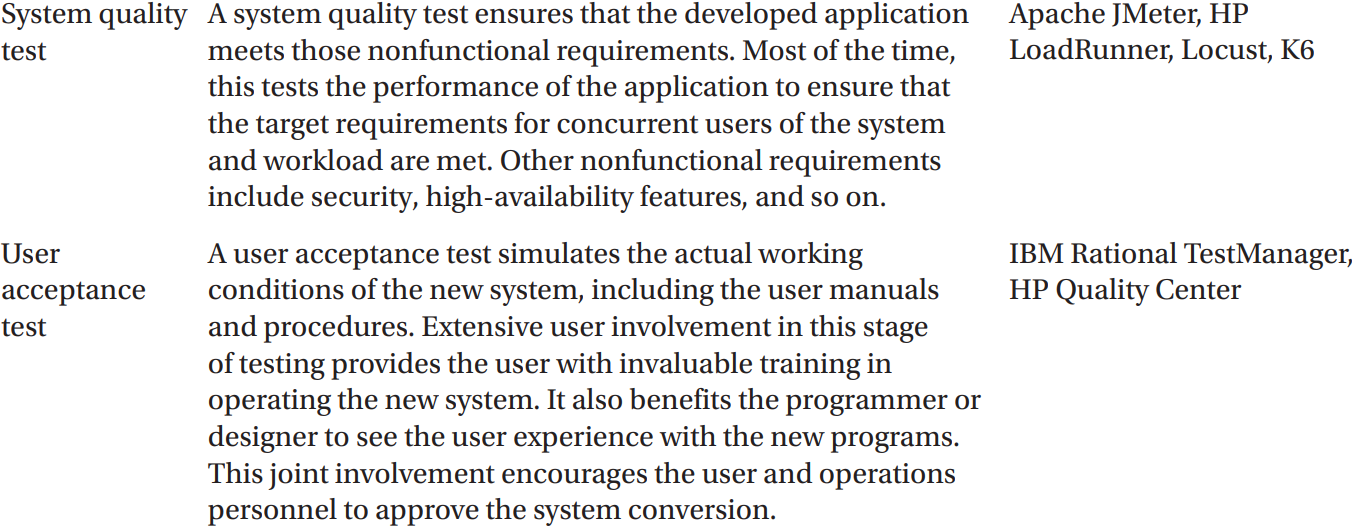 System quality
test
A system quality test ensures that the developed application
meets those nonfunctional requirements. Most of the time,
this tests the performance of the application to ensure that
the target requirements for concurrent users of the system
and workload are met. Other nonfunctional requirements
include security, high-availability features, and so on.
Apache JMeter, HP
LoadRunner, Locust, K6
User
acceptance
test
A user acceptance test simulates the actual working
conditions of the new system, including the user manuals
and procedures. Extensive user involvement in this stage
of testing provides the user with invaluable training in
operating the new system. It also benefits the programmer or
designer to see the user experience with the new programs.
This joint involvement encourages the user and operations
personnel to approve the system conversion.
IBM Rational TestManager,
HP Quality Center